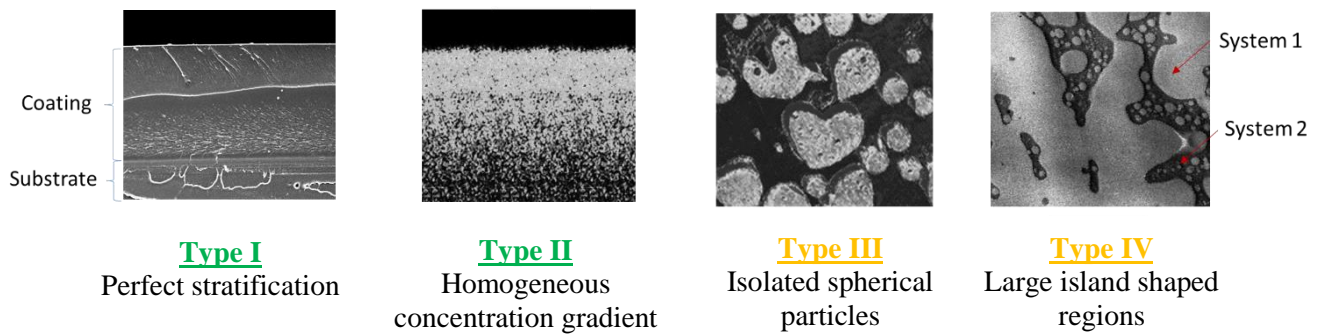 Coating
Substrate
System 1
System 2
Type I
Perfect stratification
Type II
Homogeneous
concentration gradient
Type III
Isolated spherical
particles
Type IV
Large island shaped
regions